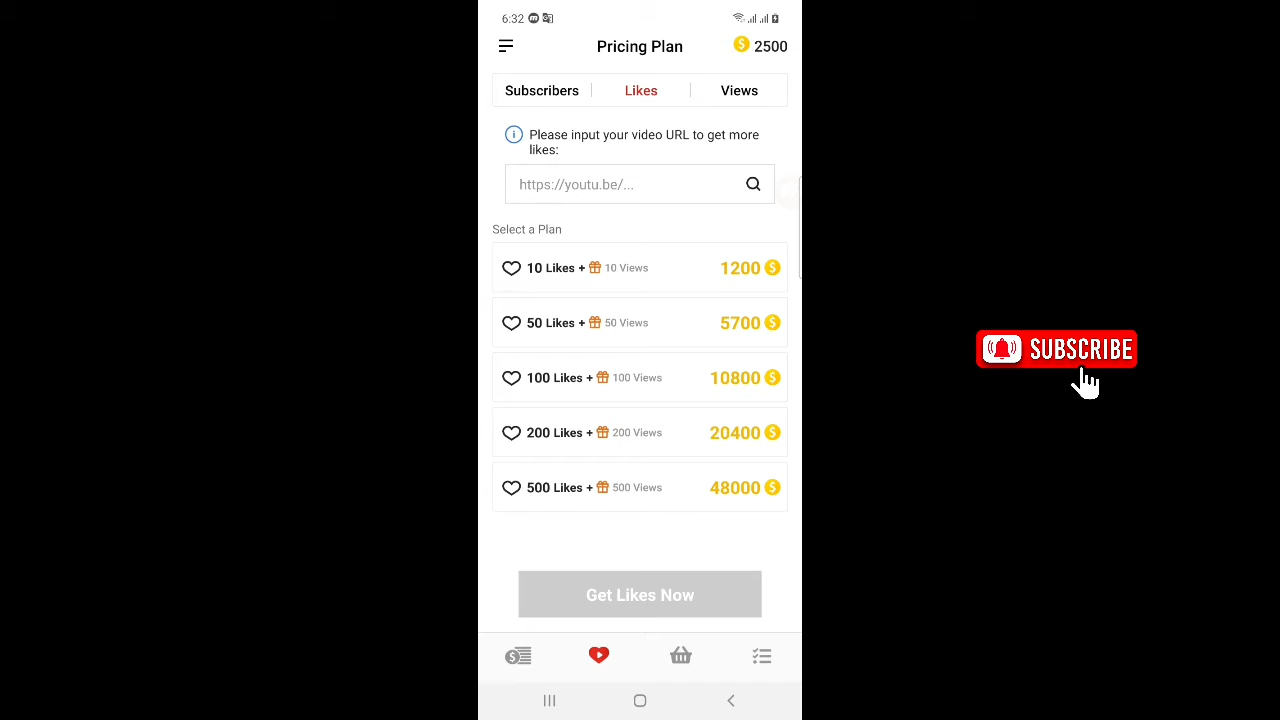 6:32
Pricing Plan
2500
Subscribers
Likes
Views
Please input your video URL to get more
likes:
https://youtu.be/...
Select a Plan
10 Likes + 10 Views 1200
50 Likes + 50 Views 5700
100 Likes + 100 Views 10800
200 Likes + 200 Views 20400
500 Likes + 500 Views 48000
Get Likes Now
SUBSCRIBE